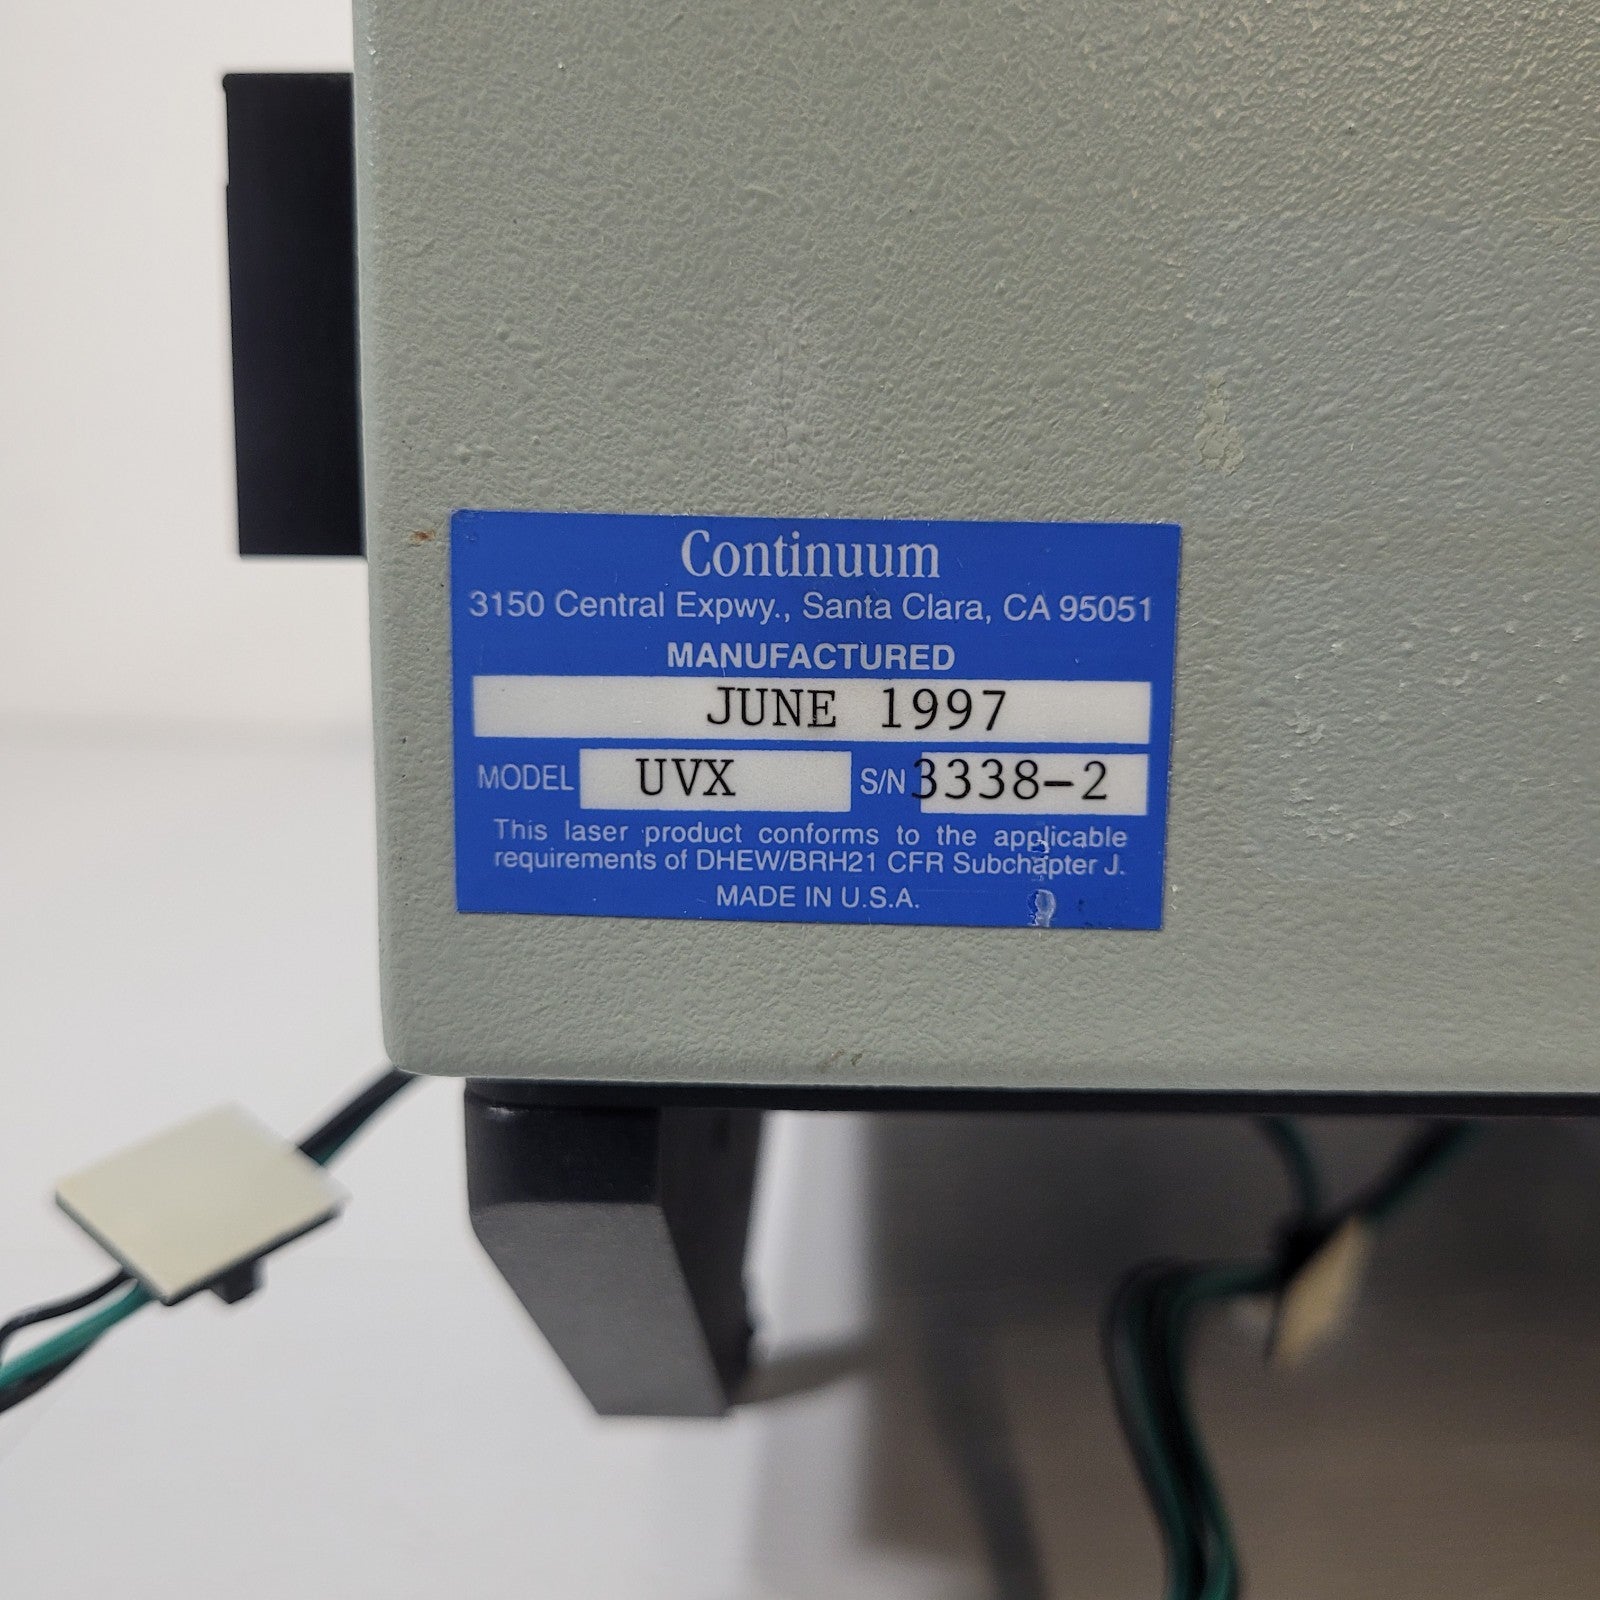 Continuum
3150 Central Expwy., Santa Clara, CA 95051
MANUFACTURED
JUNE 1997
MODEL UVX S/N 3338-2
This laser product conforms to the applicable
requirements of DHEW/BRH21 CFR Subchapter J.
MADE IN U.S.A.